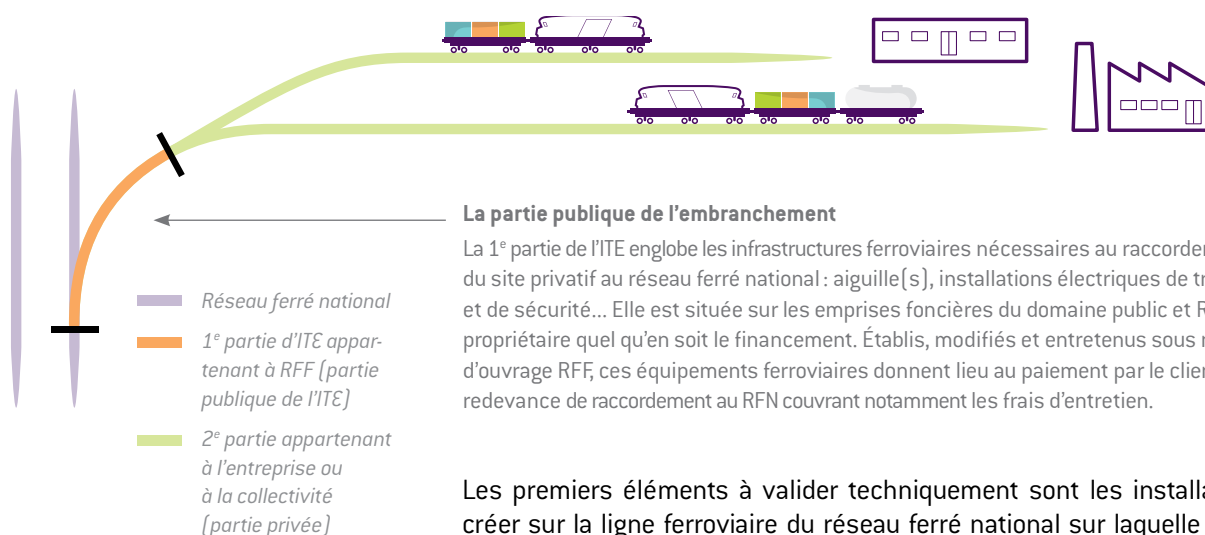 La partie publique de l’embranchement
La 1e partie de l’ITE englobe les infrastructures ferroviaires nécessaires au
du site privatif au réseau ferré national : aiguille(s), installations électriques de
et de sécurité... Elle est située sur les emprises foncières du domaine public et
propriétaire quel qu’en soit le financement. Établis, modifiés et entretenus sous
d’ouvrage RFF, ces équipements ferroviaires donnent lieu au paiement par le
redevance de raccordement au RFN couvrant notamment les frais d’entretien.
Réseau ferré national
1e partie d’ITE appar-
tenant à RFF (partie
publique de l’ITE)
2e partie appartenant
à l’entreprise ou
à la collectivité
(partie privée)
Les premiers éléments à valider techniquement sont les
créer sur la ligne ferroviaire du réseau ferré national sur laquelle